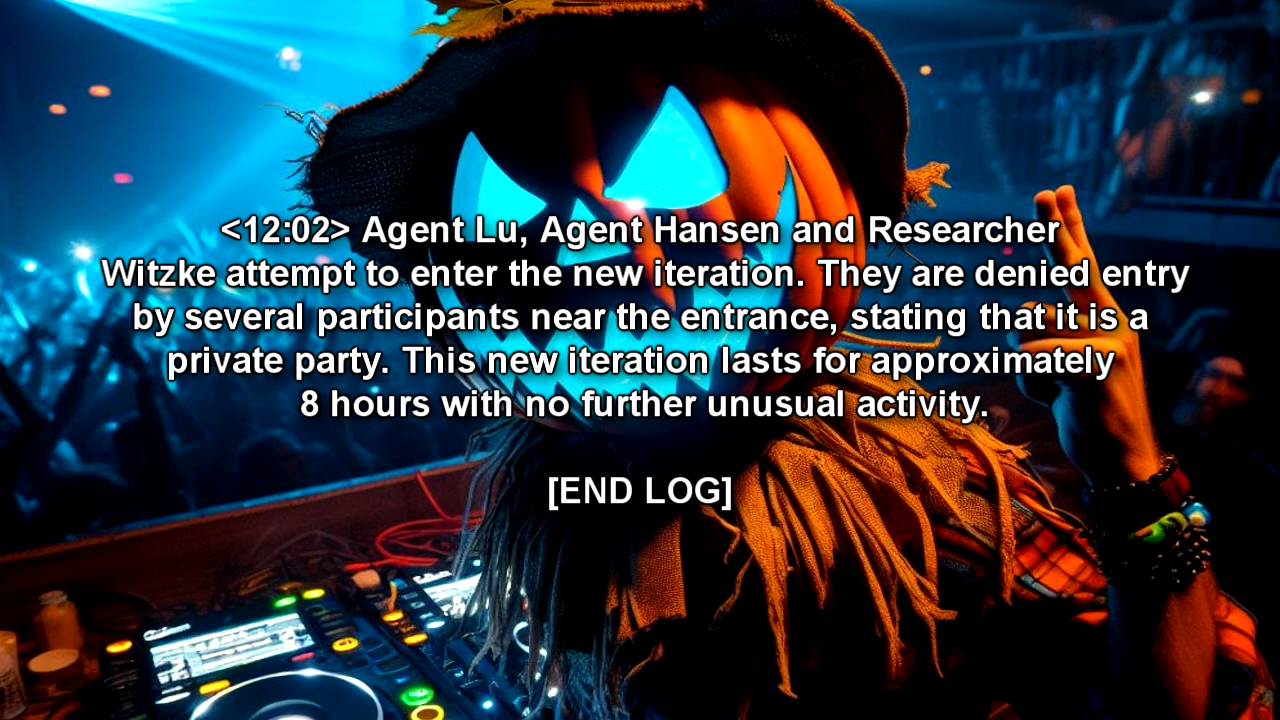 <12:02> Agent Lu, Agent Hansen and Researcher
Witzke attempt to enter the new iteration. They are denied entry
by several participants near the entrance, stating that it is a
private party. This new iteration lasts for approximately
8 hours with no further unusual activity.
[END LOG]